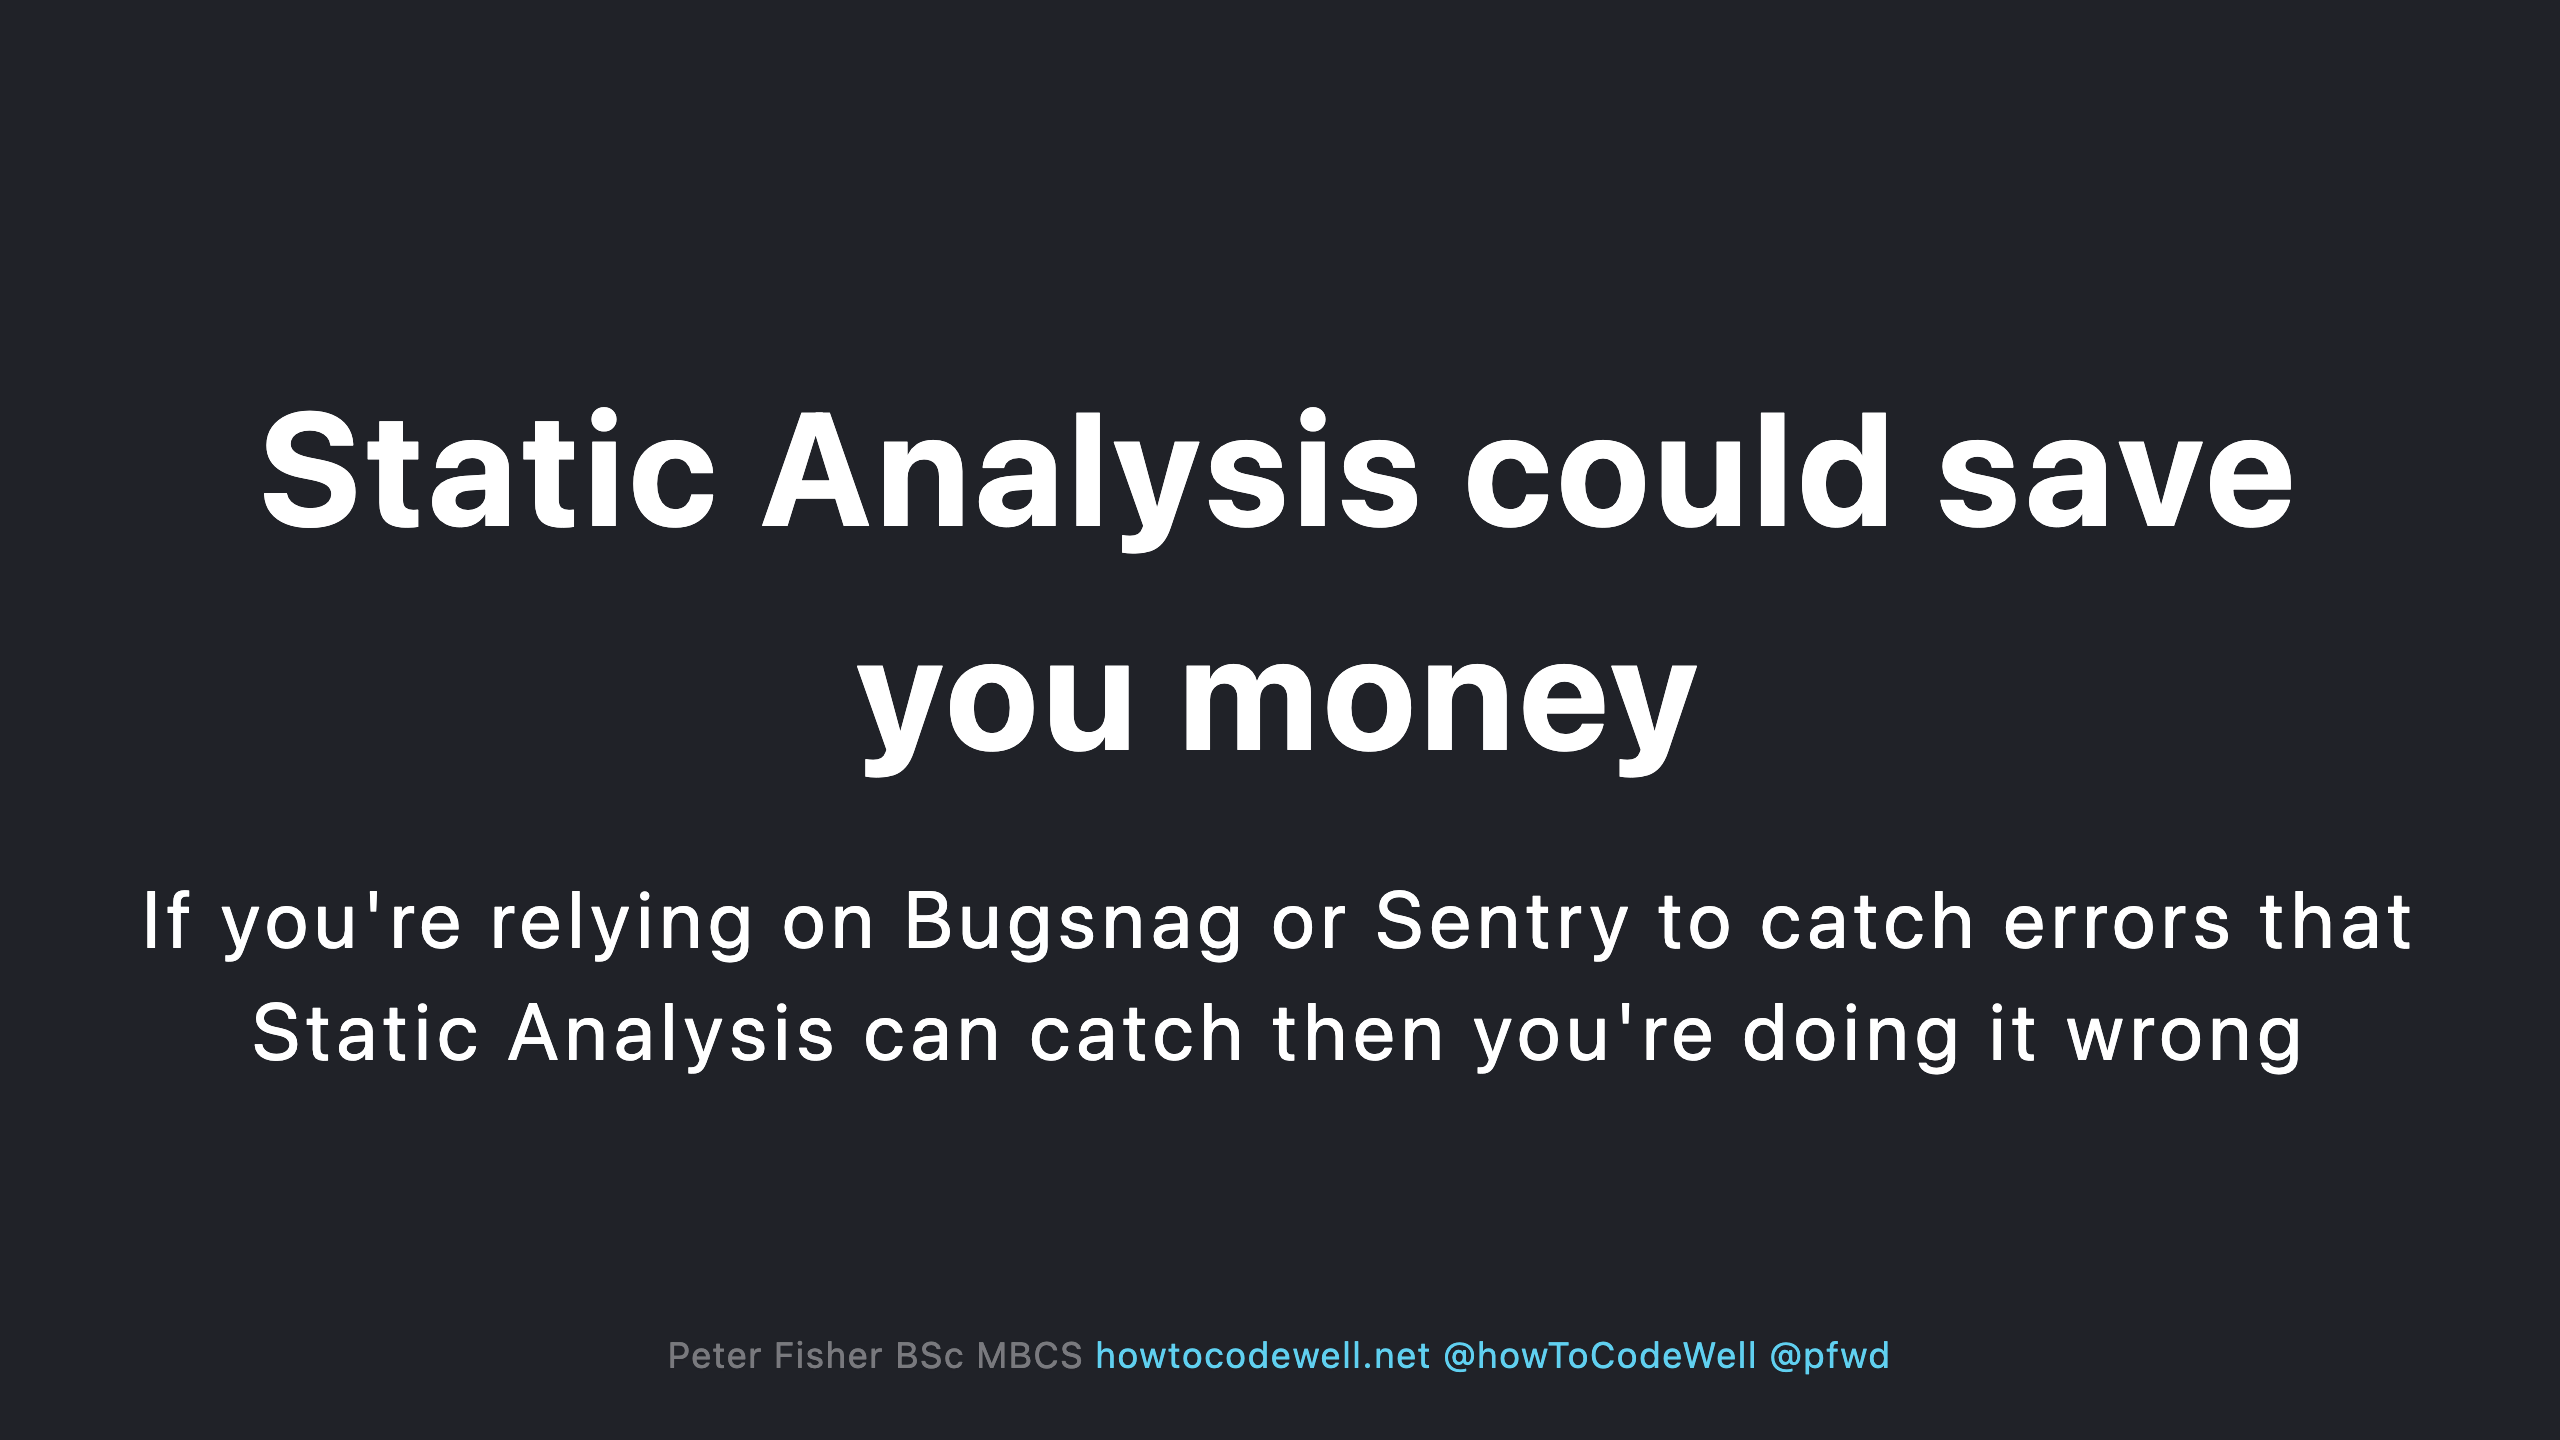 Static Analysis could save
you money
If you're relying on Bugsnag or Sentry to catch errors that
Static Analysis can catch then you're doing it wrong
Peter Fisher BSc MBCS howtocodewell.net @howToCodeWell @pfwd